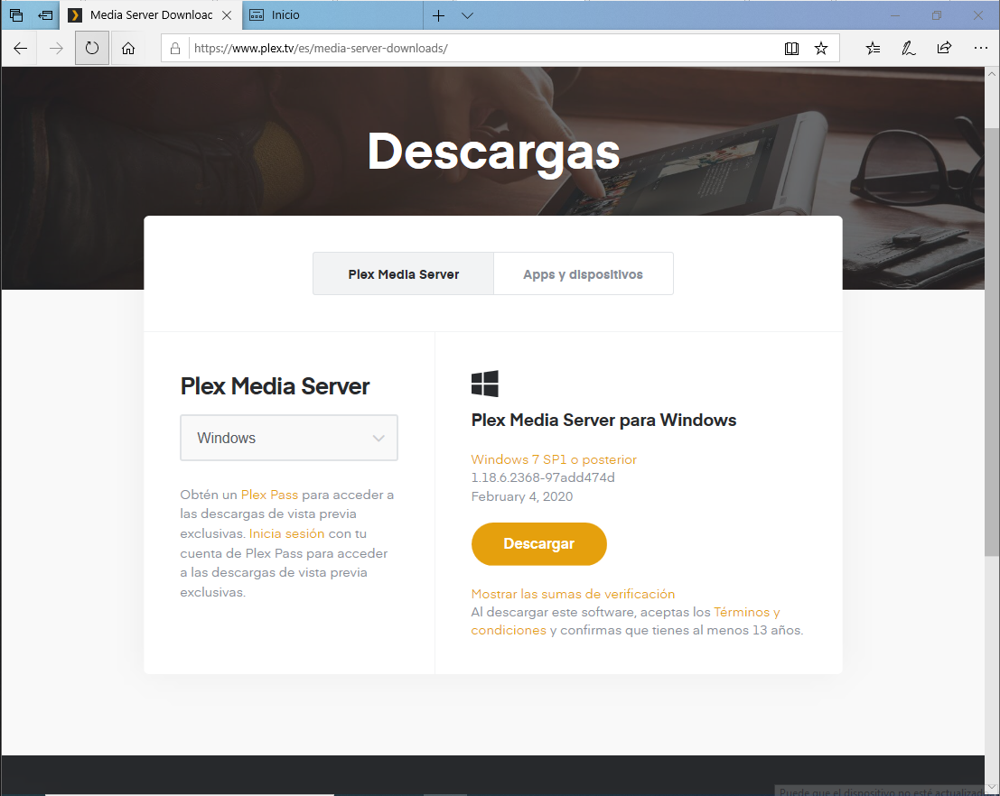 Media Server Downloac
Inicio
https://www.plex.tv/es/media-server-downloads/
Descargas
Plex Media Server
Apps y dispositivos
Plex Media Server
Windows
Obtén un Plex Pass para acceder a
las descargas de vista previa
exclusivas. Inicia sesión con tu
cuenta de Plex Pass para acceder
a las descargas de vista previa
exclusivas.
Plex Media Server para Windows
Windows 7 SP1 o posterior
1.18.6.2368-97add474d
February 4, 2020
Descargar
Mostrar las sumas de verificación
Al descargar este software, aceptas los Términos y
condiciones y confirmas que tienes al menos 13 años.
Puede que el dispositivo no esté actualizad